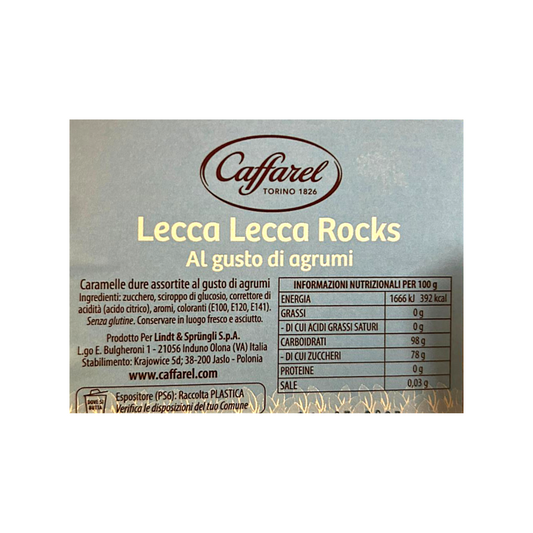 Caffarel
TORINO 1826
Lecca Lecca Rocks
Al gusto di agrumi
Caramelle dure assortite al gusto di agrumi
Ingredienti: zucchero, sciroppo di glucosio, correttore di
acidità (acido citrico), aromi, coloranti (E100, E120, E141).
Senza glutine. Conservare in luogo fresco e asciutto.
Prodotto Per Lindt & Sprüngli S.p.A.
L.go E. Bulgheroni 1 - 21056 Induno Olona (VA) Italia
Stabilimento: Krajowice 5d; 38-200 Jaslo - Polonia
www.caffarel.com
Espositore (PS6): Raccolta PLASTICA
Verifica le disposizioni del tuo Comune
INFORMAZIONI NUTRIZIONALI PER 100 g
ENERGIA 1666 kJ 392 kcal
GRASSI 0 g
- DI CUI ACIDI GRASSI SATURI 0 g
CARBOIDRATI 98 g
- DI CUI ZUCCHERI 78 g
PROTEINE 0 g
SALE 0,03 g